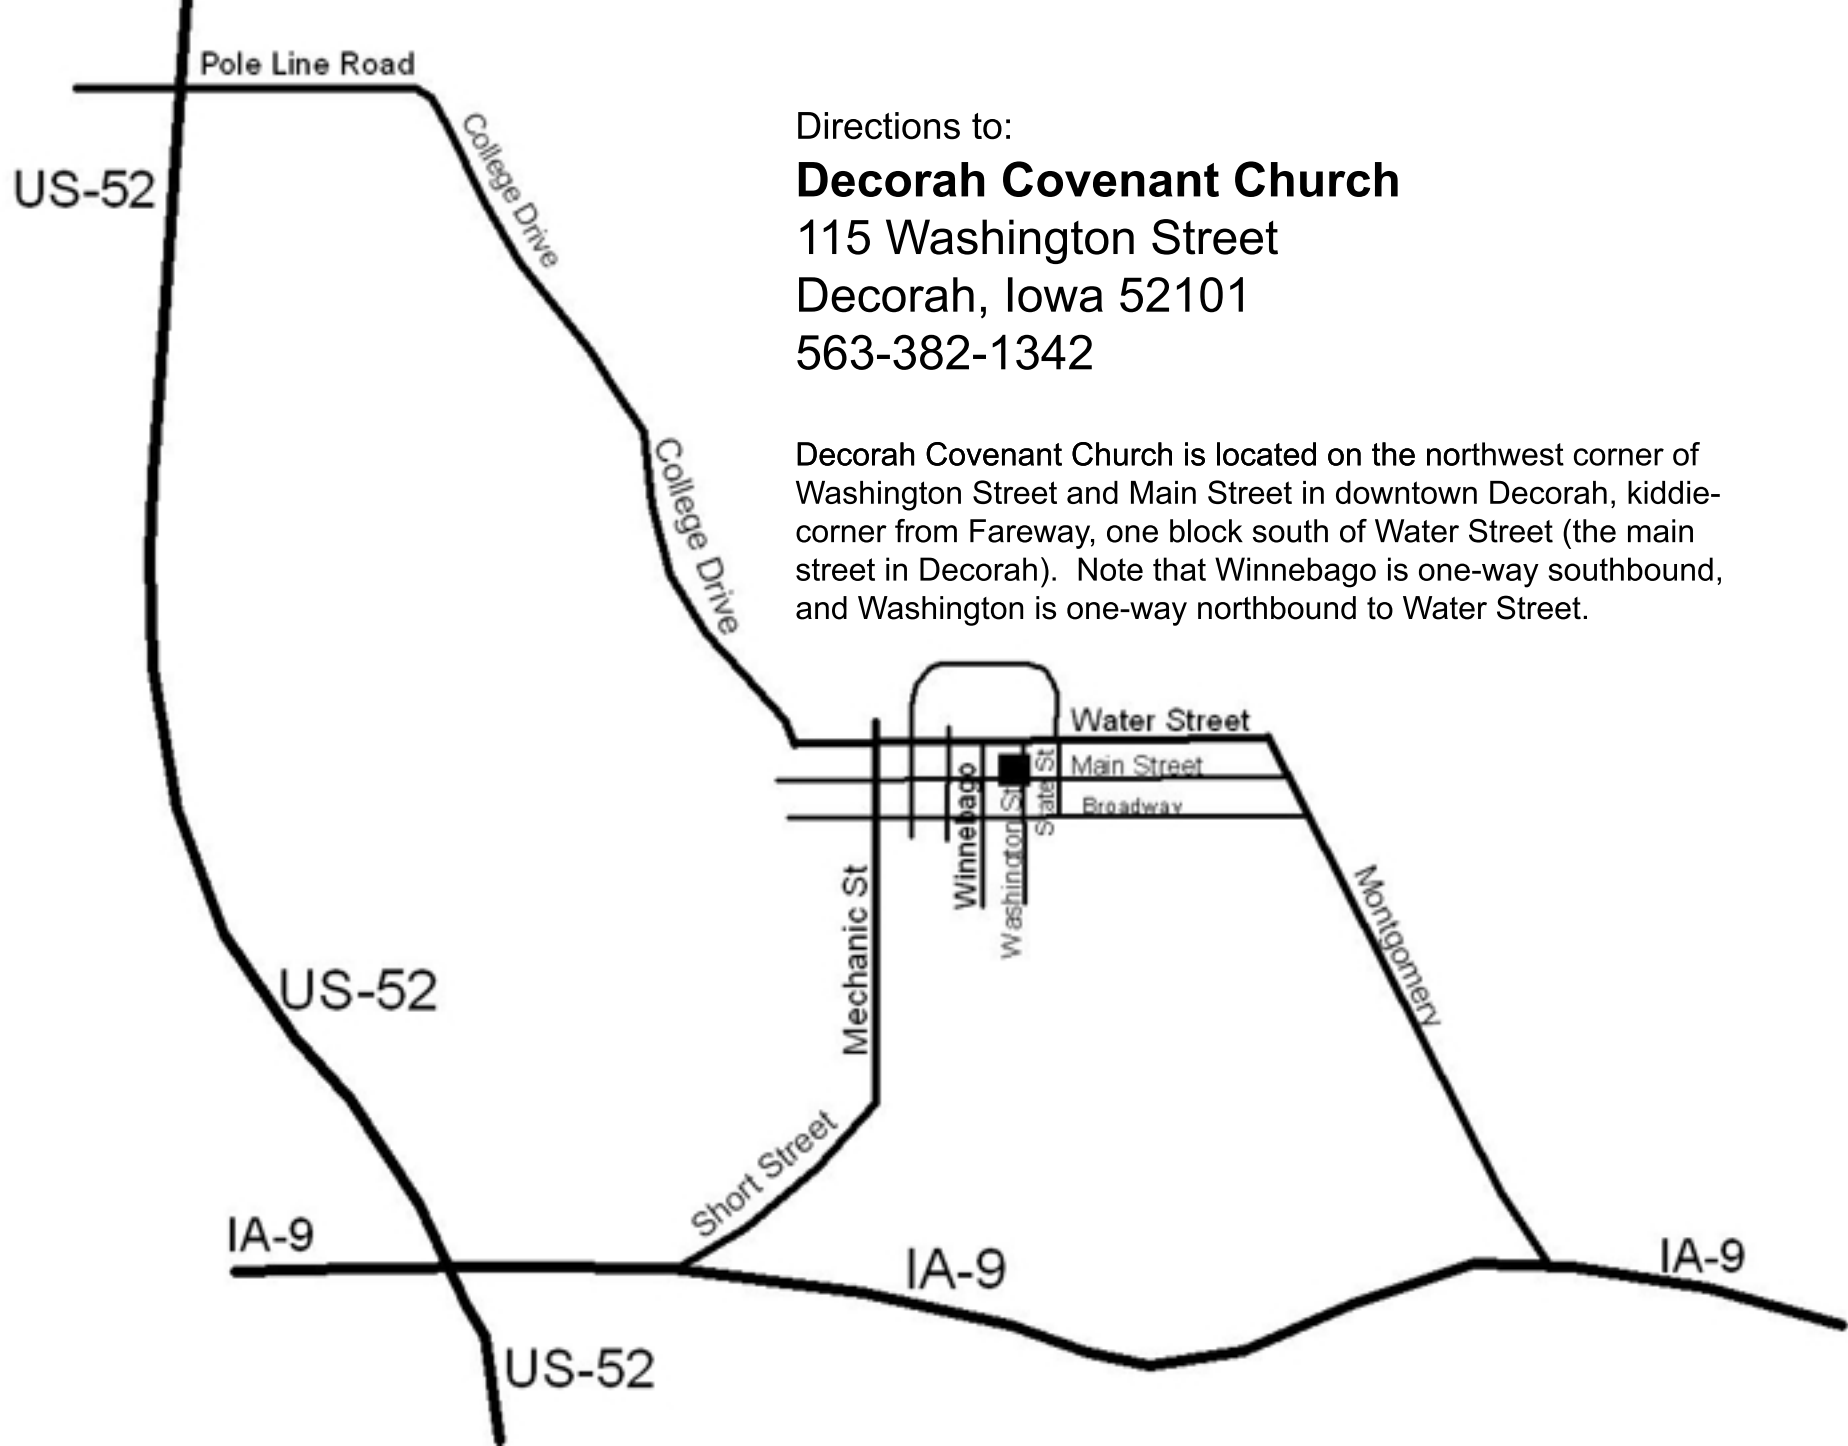 Pole Line Road
US-52
College Drive
Directions to:
Decorah Covenant Church
115 Washington Street
Decorah, Iowa 52101
563-382-1342
College Drive
Decorah Covenant Church is located on the northwest corner of
Washington Street and Main Street in downtown Decorah, kiddie-
corner from Fareway, one block south of Water Street (the main
street in Decorah).  Note that Winnebago is one-way southbound,
and Washington is one-way northbound to Water Street.
Water Street
Main Street
Broadway
State St
Winnebago
Washington St
Mechanic St
Montgomery
US-52
Short Street
IA-9
IA-9
IA-9
US-52